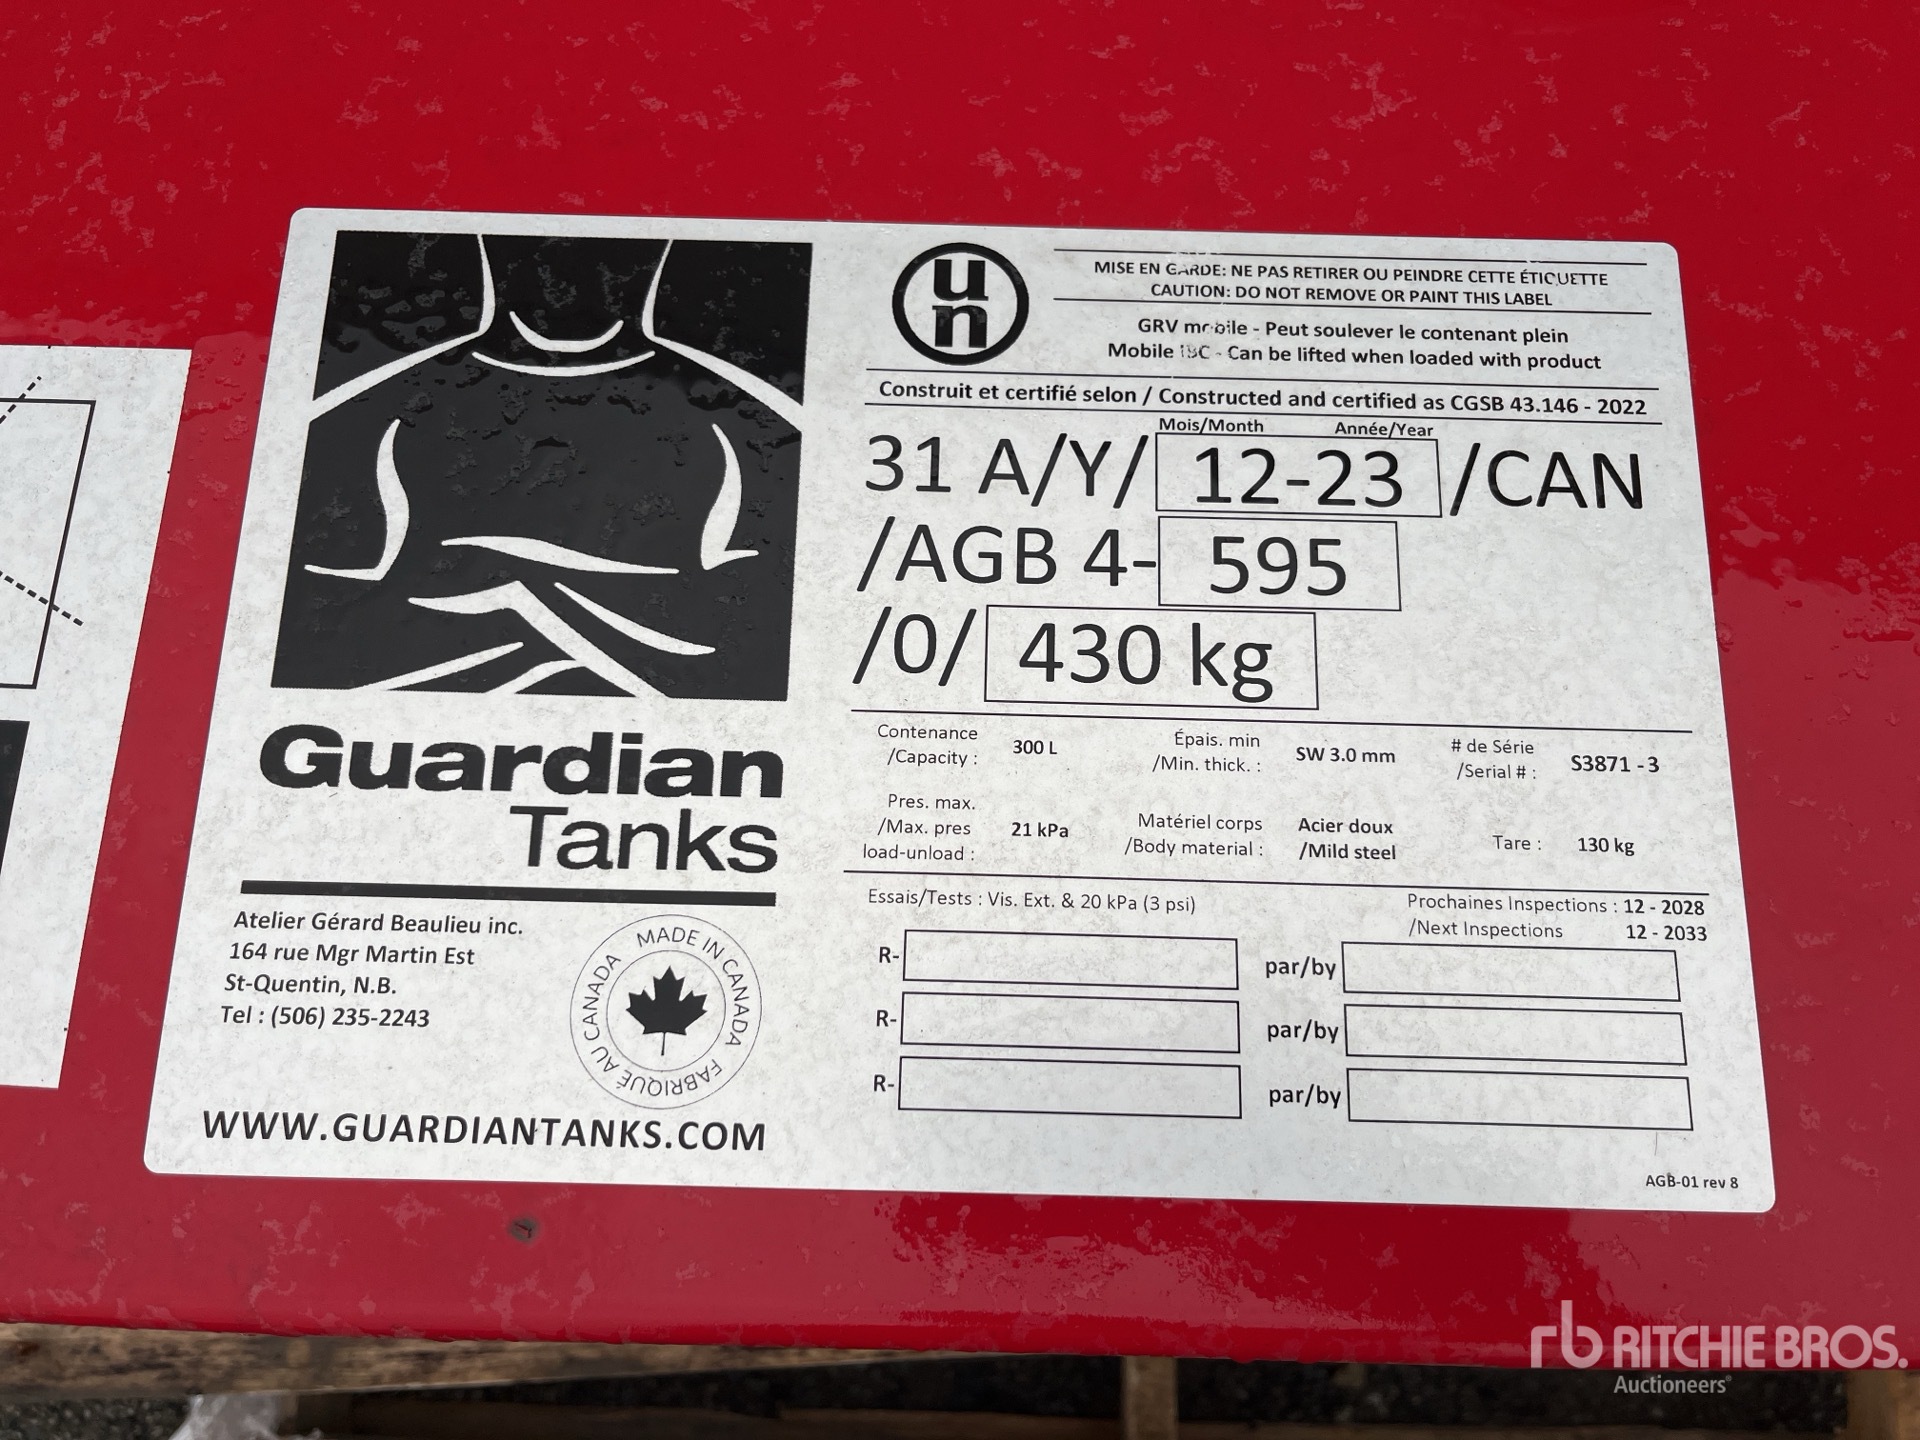 un
MISE EN GARDE: NE PAS RETIRER OU PEINDRE CETTE ÉTIQUETTE
CAUTION: DO NOT REMOVE OR PAINT THIS LABEL
GRV mobile - Peut soulever le contenant plein
Mobile IBC - Can be lifted when loaded with product
Construit et certifié selon / Constructed and certified as CGSB 43.146 - 2022
Mois/Month Année/Year
31 A/Y/ 12-23 /CAN
/AGB 4- 595
/0/ 430 kg
Contenance
/Capacity : 300 L
Épais. min
/Min. thick. : SW 3.0 mm
# de Série
/Serial # : S3871 - 3
Pres. max.
/Max. pres
load-unload : 21 kPa
Matériel corps
/Body material :
Acier doux
/Mild steel
Tare : 130 kg
Essais/Tests : Vis. Ext. & 20 kPa (3 psi)
Prochaines Inspections : 12 - 2028
/Next Inspections 12 - 2033
R- par/by
R- par/by
R- par/by
AGB-01 rev 8
Guardian
Tanks
Atelier Gérard Beaulieu inc.
164 rue Mgr Martin Est
St-Quentin, N.B.
Tel : (506) 235-2243
MADE IN CANADA
FABRIQUÉ AU CANADA
WWW.GUARDIANTANKS.COM
rb RITCHIE BROS.
Auctioneers